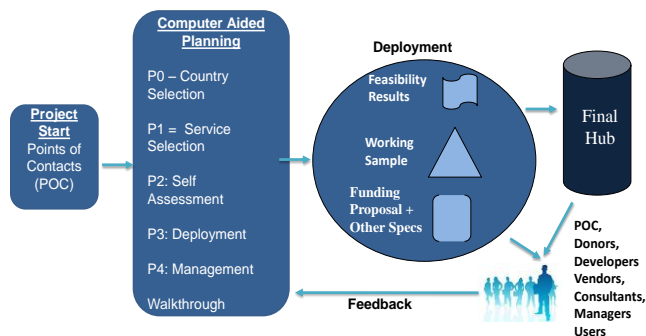 Project
Start
Points of
Contacts
(POC)
Computer Aided
Planning
P0 – Country
Selection
P1 = Service
Selection
P2: Self
Assessment
P3: Deployment
P4: Management
Walkthrough
Deployment
Feasibility
Results
Working
Sample
Funding
Proposal +
Other Specs
Final
Hub
POC,
Donors,
Developers
Vendors,
Consultants,
Managers
Users
Feedback